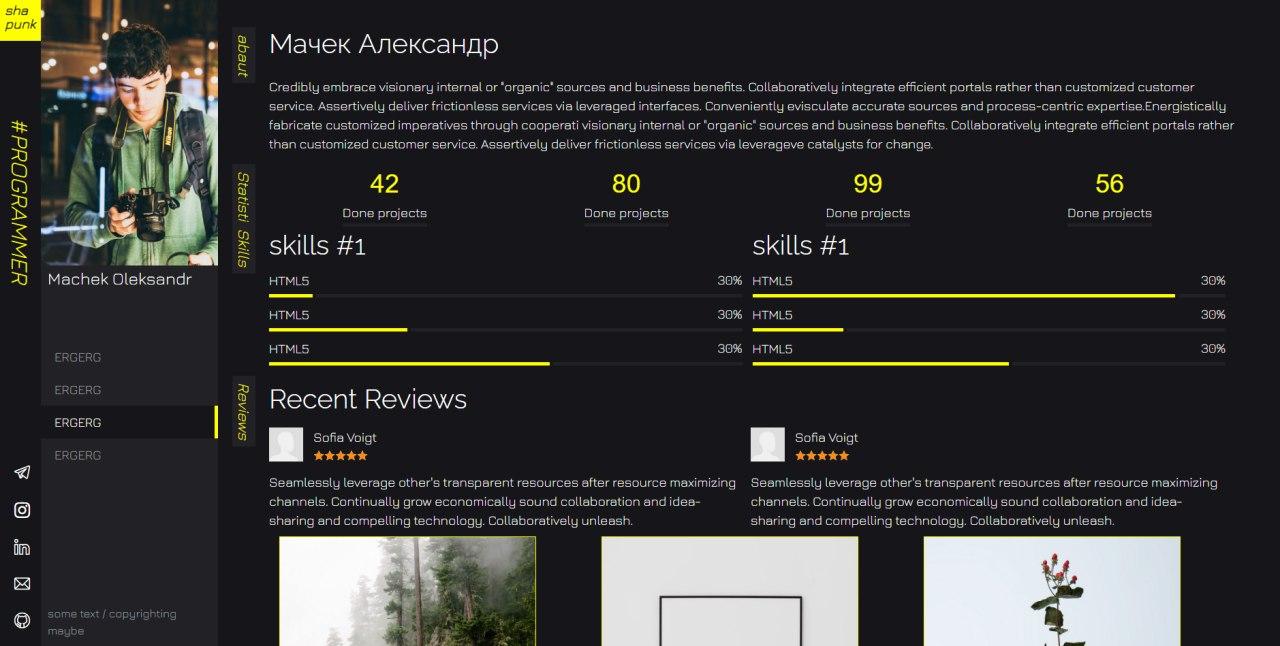 sha
punk
#PROGRAMMER
Machek Oleksandr
ERGERG
ERGERG
ERGERG
ERGERG
some text / copyrighting
maybe
abaut
Мачек Александр
Credibly embrace visionary internal or "organic" sources and business benefits. Collaboratively integrate efficient portals rather than customized customer
service. Assertively deliver frictionless services via leveraged interfaces. Conveniently evisculate accurate sources and process-centric expertise.Energistically
fabricate customized imperatives through cooperati visionary internal or "organic" sources and business benefits. Collaboratively integrate efficient portals rather
than customized customer service. Assertively deliver frictionless services via leverageve catalysts for change.
Statisti Skills
42 80 99 56
Done projects Done projects Done projects Done projects
skills #1
HTML5 30%
HTML5 30%
HTML5 30%
skills #1
HTML5 30%
HTML5 30%
HTML5 30%
Reviews
Recent Reviews
Sofia Voigt
Seamlessly leverage other's transparent resources after resource maximizing
channels. Continually grow economically sound collaboration and idea-
sharing and compelling technology. Collaboratively unleash.
Sofia Voigt
Seamlessly leverage other's transparent resources after resource maximizing
channels. Continually grow economically sound collaboration and idea-
sharing and compelling technology. Collaboratively unleash.
Nikon